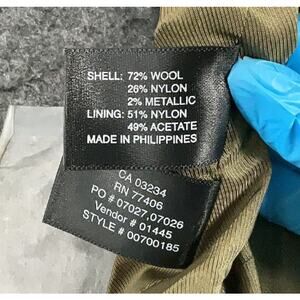 SHELL: 72% WOOL
26% NYLON
2% METALLIC
LINING: 51% NYLON
49% ACETATE
MADE IN PHILIPPINES
CA 03234
RN 77406
PO # 07027,07026
Vendor # 01445
STYLE # 00700185